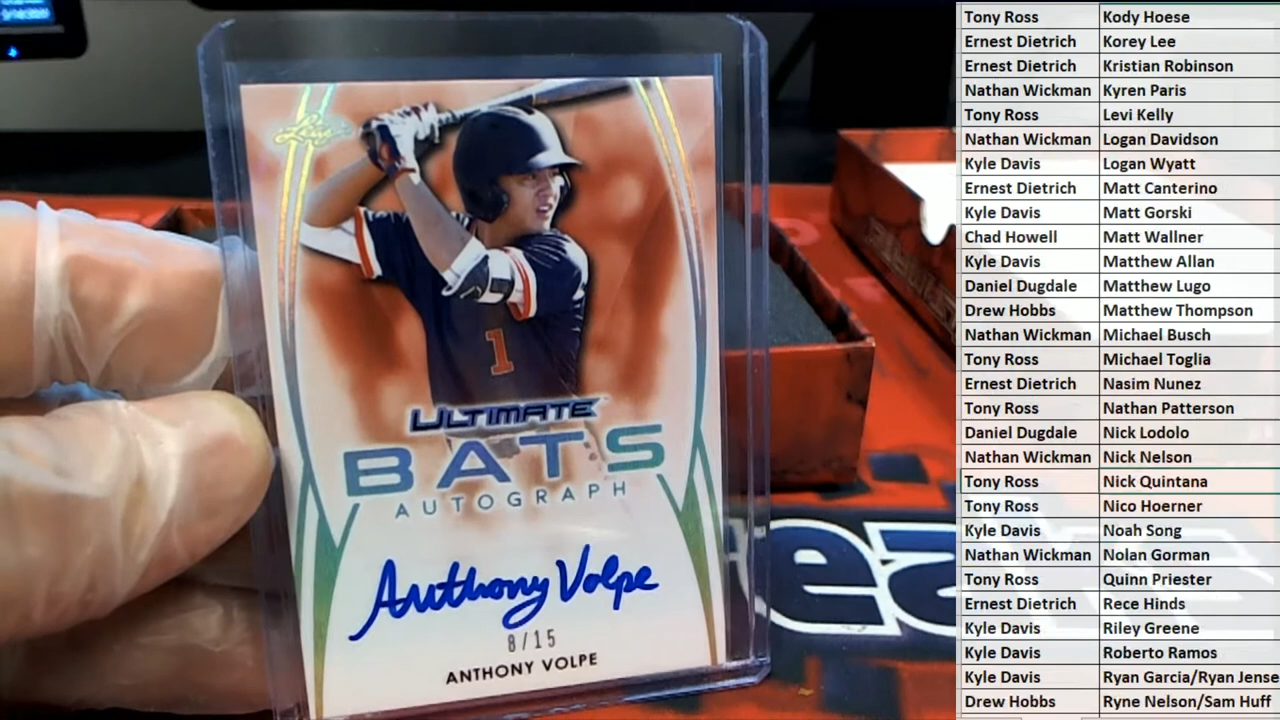 Leaf
1
ULTIMATE
BATS
AUTOGRAPH
Anthony Volpe
8/15
ANTHONY VOLPE
Tony Ross Kody Hoese
Ernest Dietrich Korey Lee
Ernest Dietrich Kristian Robinson
Nathan Wickman Kyren Paris
Tony Ross Levi Kelly
Nathan Wickman Logan Davidson
Kyle Davis Logan Wyatt
Ernest Dietrich Matt Canterino
Kyle Davis Matt Gorski
Chad Howell Matt Wallner
Kyle Davis Matthew Allan
Daniel Dugdale Matthew Lugo
Drew Hobbs Matthew Thompson
Nathan Wickman Michael Busch
Tony Ross Michael Toglia
Ernest Dietrich Nasim Nunez
Tony Ross Nathan Patterson
Daniel Dugdale Nick Lodolo
Nathan Wickman Nick Nelson
Tony Ross Nick Quintana
Tony Ross Nico Hoerner
Kyle Davis Noah Song
Nathan Wickman Nolan Gorman
Tony Ross Quinn Priester
Ernest Dietrich Rece Hinds
Kyle Davis Riley Greene
Kyle Davis Roberto Ramos
Kyle Davis Ryan Garcia/Ryan Jense
Drew Hobbs Ryne Nelson/Sam Huff